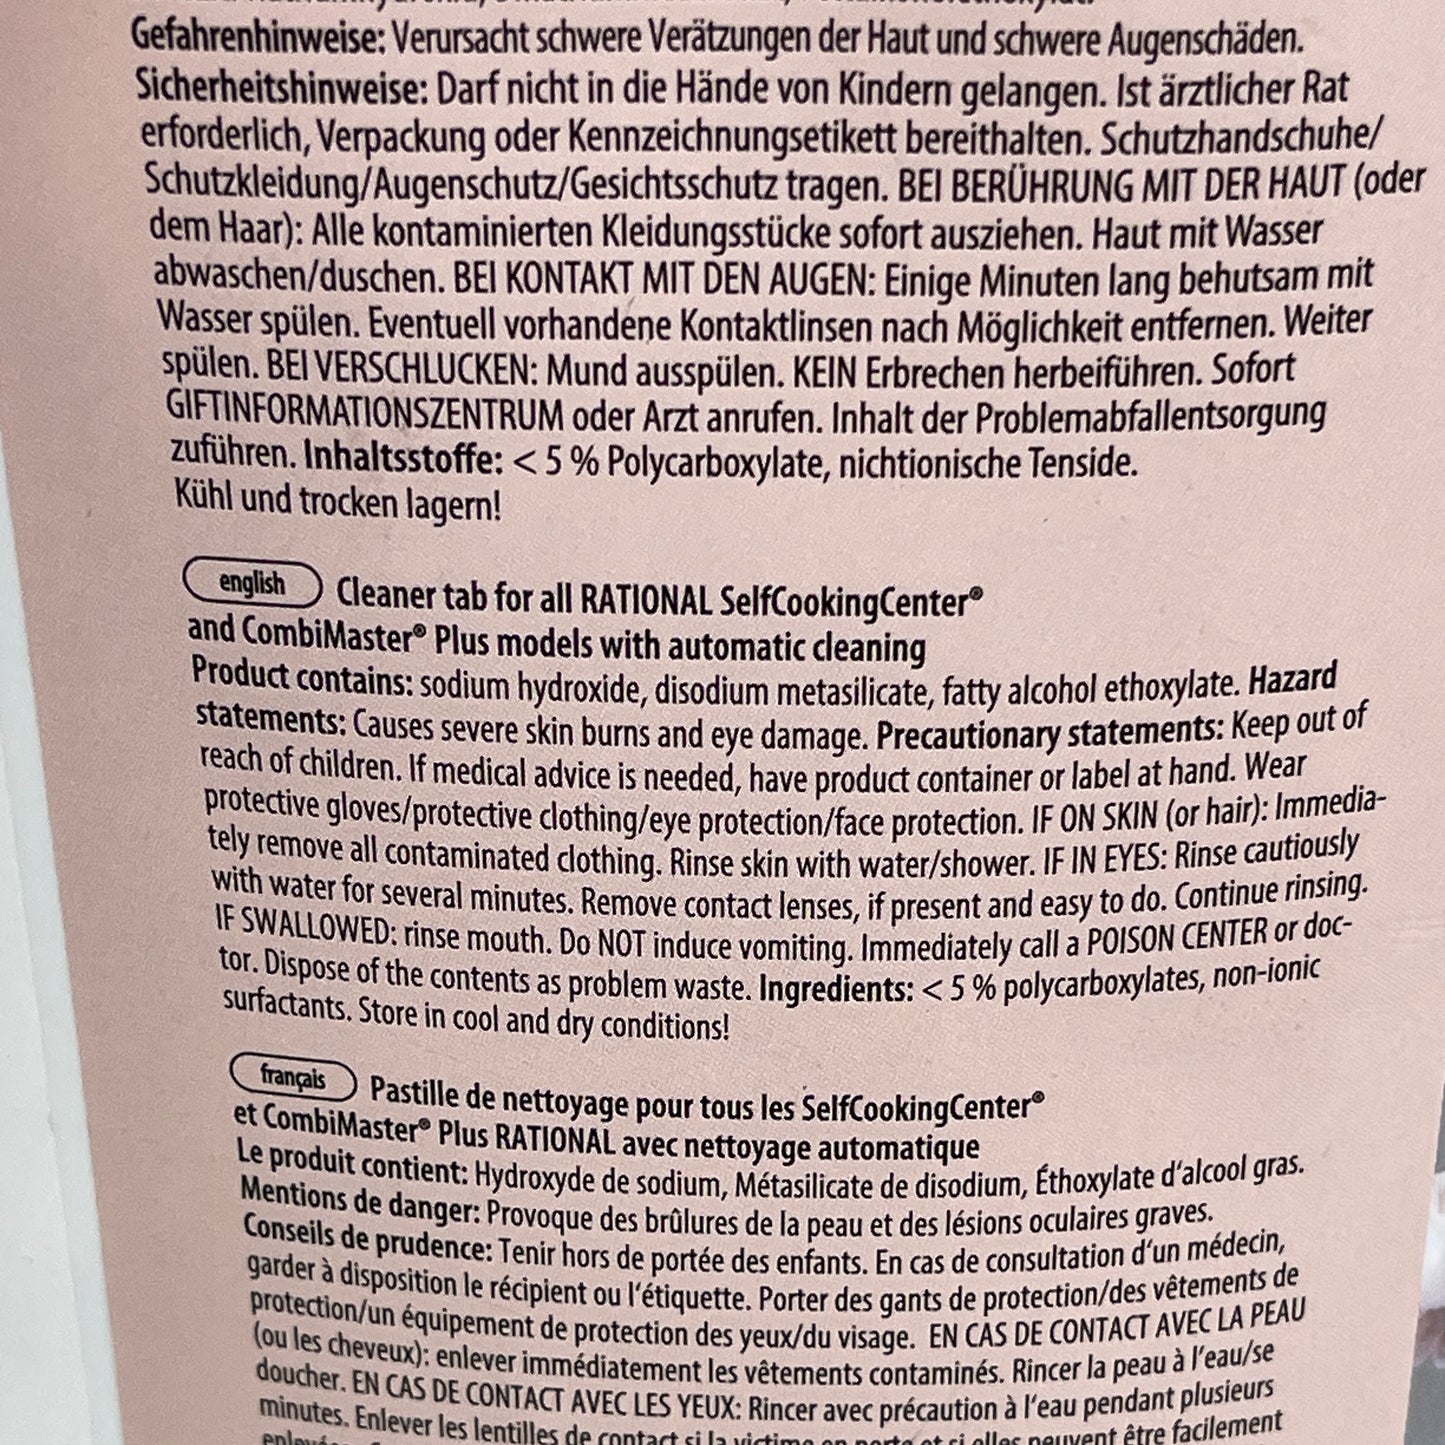 Gefahrenhinweise: Verursacht schwere Verätzungen der Haut und schwere Augenschäden.
Sicherheitshinweise: Darf nicht in die Hände von Kindern gelangen. Ist ärztlicher Rat
erforderlich, Verpackung oder Kennzeichnungsetikett bereithalten. Schutzhandschuhe/
Schutzkleidung/Augenschutz/Gesichtsschutz tragen. BEI BERÜHRUNG MIT DER HAUT (oder
dem Haar): Alle kontaminierten Kleidungsstücke sofort ausziehen. Haut mit Wasser
abwaschen/duschen. BEI KONTAKT MIT DEN AUGEN: Einige Minuten lang behutsam mit
Wasser spülen. Eventuell vorhandene Kontaktlinsen nach Möglichkeit entfernen. Weiter
spülen. BEI VERSCHLUCKEN: Mund ausspülen. KEIN Erbrechen herbeiführen. Sofort
GIFTINFORMATIONSZENTRUM oder Arzt anrufen. Inhalt der Problemabfallentsorgung
zuführen. Inhaltsstoffe: < 5 % Polycarboxylate, nichtionische Tenside.
Kühl und trocken lagern!
english Cleaner tab for all RATIONAL SelfCookingCenter®
and CombiMaster® Plus models with automatic cleaning
Product contains: sodium hydroxide, disodium metasilicate, fatty alcohol ethoxylate. Hazard
statements: Causes severe skin burns and eye damage. Precautionary statements: Keep out of
reach of children. If medical advice is needed, have product container or label at hand. Wear
protective gloves/protective clothing/eye protection/face protection. IF ON SKIN (or hair): Immedia-
tely remove all contaminated clothing. Rinse skin with water/shower. IF IN EYES: Rinse cautiously
with water for several minutes. Remove contact lenses, if present and easy to do. Continue rinsing.
IF SWALLOWED: rinse mouth. Do NOT induce vomiting. Immediately call a POISON CENTER or doc-
tor. Dispose of the contents as problem waste. Ingredients: < 5 % polycarboxylates, non-ionic
surfactants. Store in cool and dry conditions!
français Pastille de nettoyage pour tous les SelfCookingCenter®
et CombiMaster® Plus RATIONAL avec nettoyage automatique
Le produit contient: Hydroxyde de sodium, Métasilicate de disodium, Éthoxylate d'alcool gras.
Mentions de danger: Provoque des brûlures de la peau et des lésions oculaires graves.
Conseils de prudence: Tenir hors de portée des enfants. En cas de consultation d'un médecin,
garder à disposition le récipient ou l'étiquette. Porter des gants de protection/des vêtements de
protection/un équipement de protection des yeux/du visage. EN CAS DE CONTACT AVEC LA PEAU
(ou les cheveux): enlever immédiatement les vêtements contaminés. Rincer la peau à l'eau/se
doucher. EN CAS DE CONTACT AVEC LES YEUX: Rincer avec précaution à l'eau pendant plusieurs
minutes. Enlever les lentilles de contact si la victime en porte et si elles peuvent être facilement